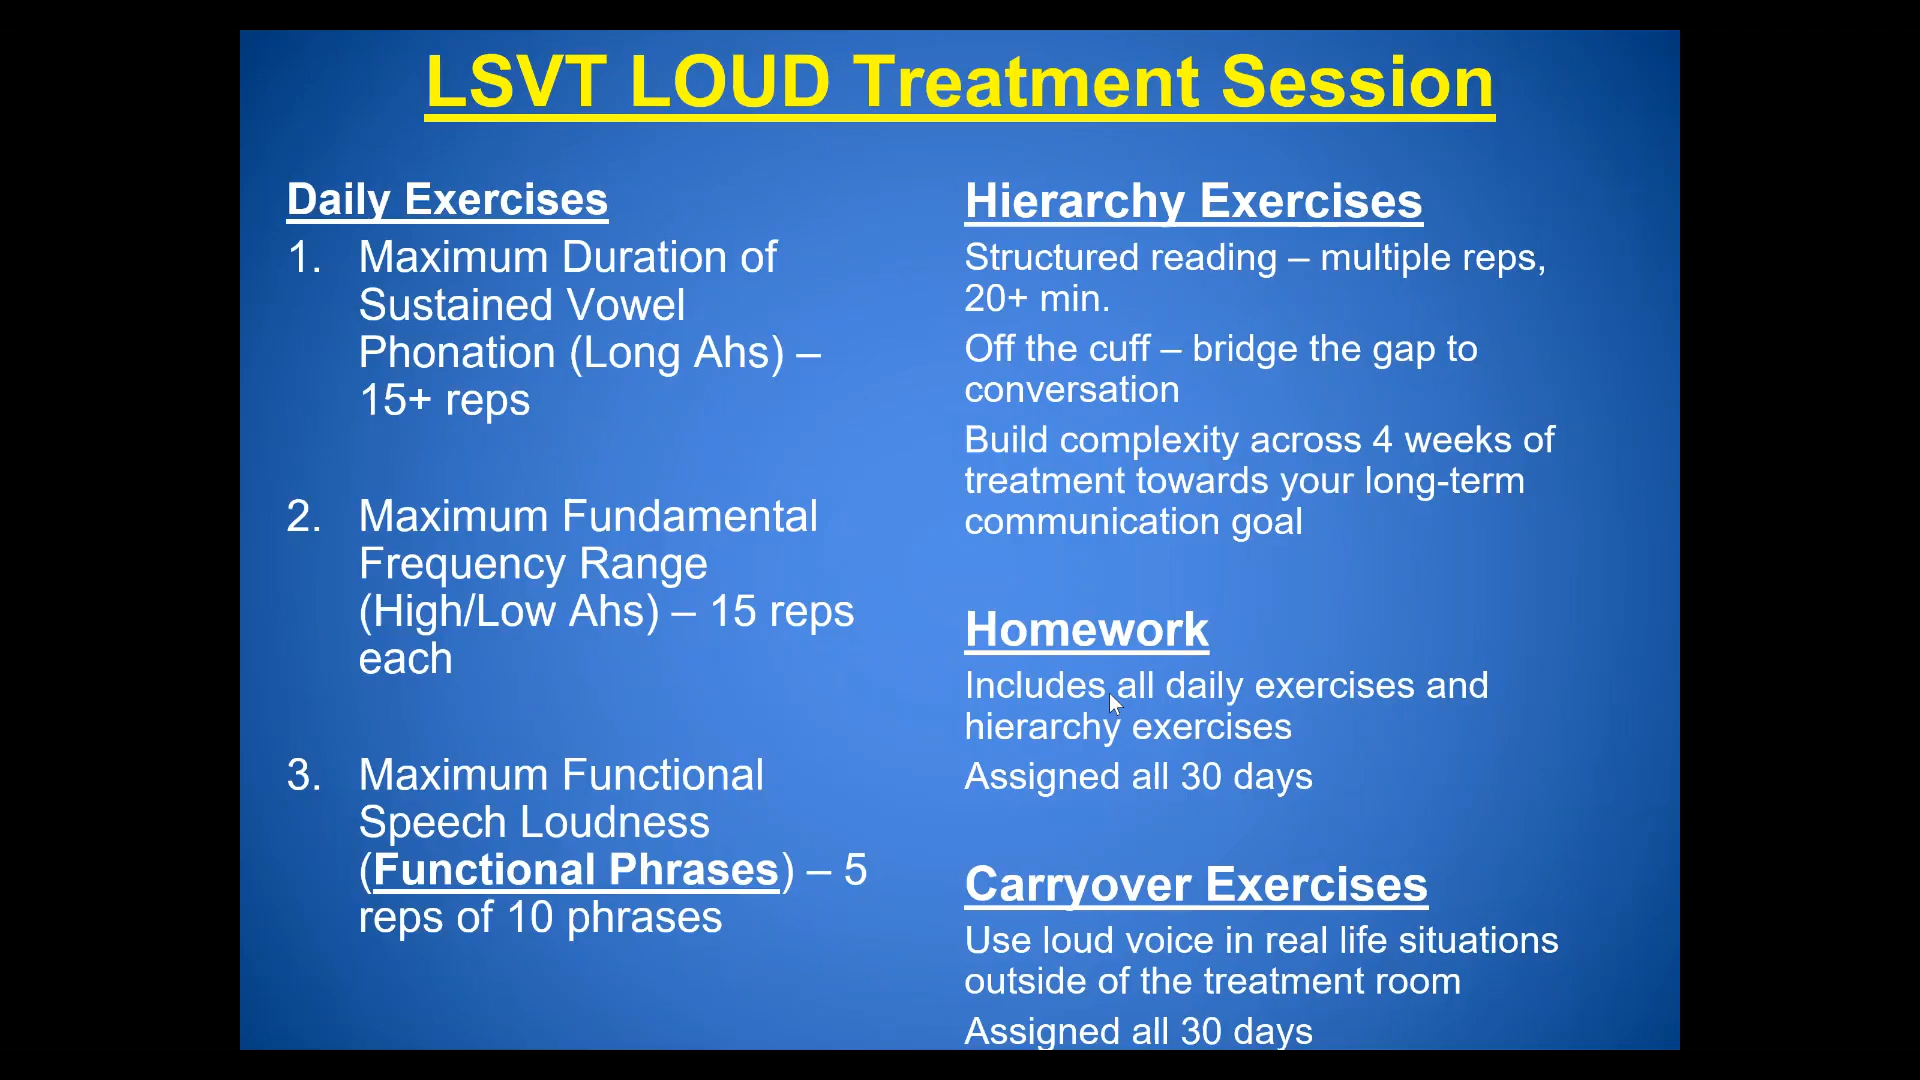 LSVT LOUD Treatment Session
Daily Exercises
1. Maximum Duration of
Sustained Vowel
Phonation (Long Ahs) –
15+ reps
2. Maximum Fundamental
Frequency Range
(High/Low Ahs) – 15 reps
each
3. Maximum Functional
Speech Loudness
(Functional Phrases) – 5
reps of 10 phrases
Hierarchy Exercises
Structured reading – multiple reps,
20+ min.
Off the cuff – bridge the gap to
conversation
Build complexity across 4 weeks of
treatment towards your long-term
communication goal
Homework
Includes all daily exercises and
hierarchy exercises
Assigned all 30 days
Carryover Exercises
Use loud voice in real life situations
outside of the treatment room
Assigned all 30 days